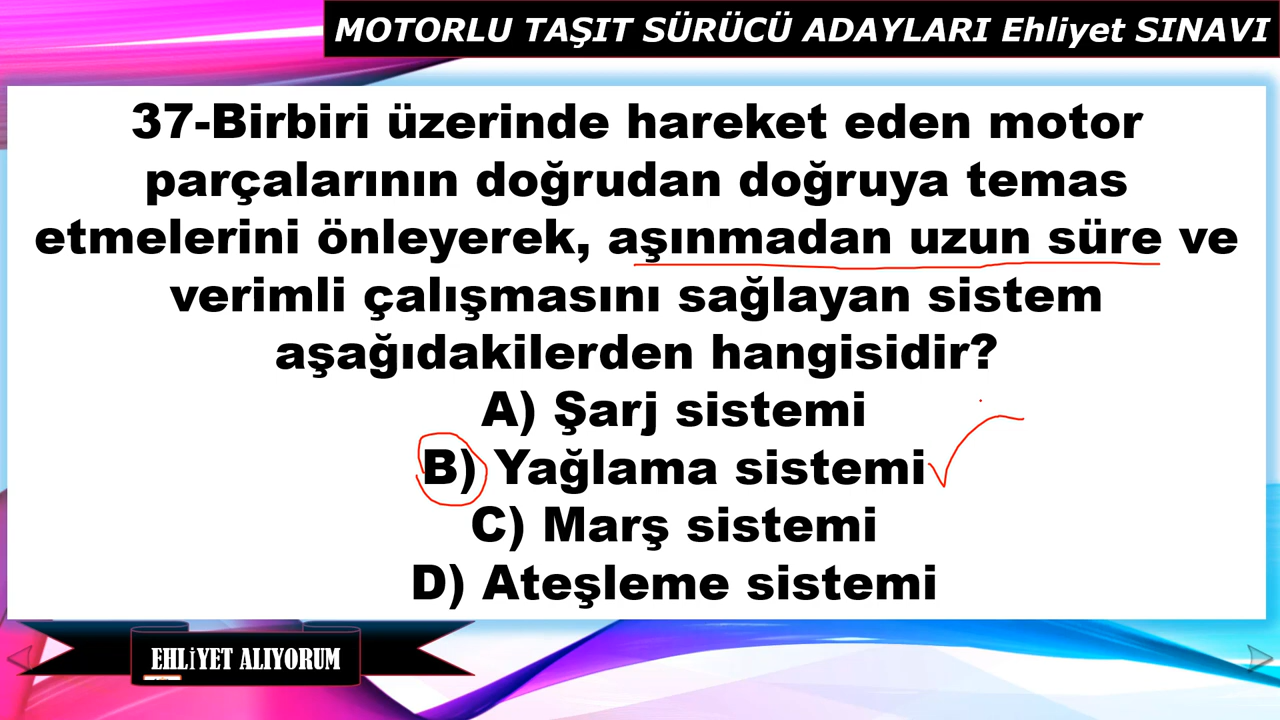 MOTORLU TAŞIT SÜRÜCÜ ADAYLARI Ehliyet SINAVI
37-Birbiri üzerinde hareket eden motor
parçalarının doğrudan doğruya temas
etmelerini önleyerek, aşınmadan uzun süre ve
verimli çalışmasını sağlayan sistem
aşağıdakilerden hangisidir?
A) Şarj sistemi
B) Yağlama sistemi
C) Marş sistemi
D) Ateşleme sistemi
EHLİYET ALIYORUM